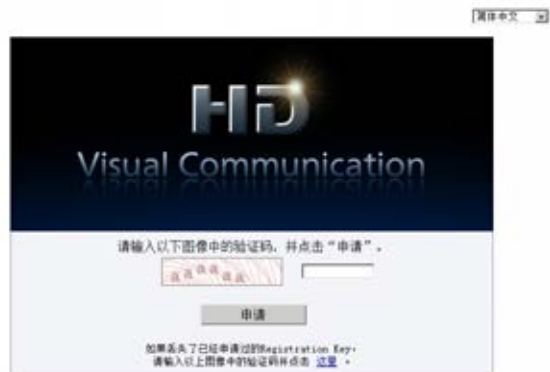 简体中文
HD
Visual Communication
请输入以下图像中的验证码，并点击“申请”。
申请
如果丢失了已经申请过的Registration Key，
请输入以上图像中的验证码并点击 这里 。